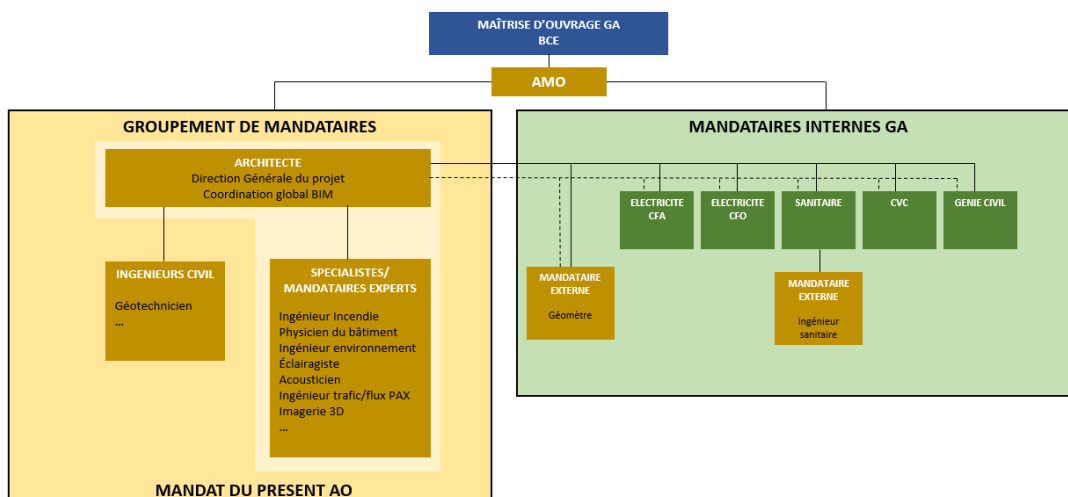 MAÎTRISE D'OUVRAGE GA
BCE
AMO
GROUPEMENT DE MANDATAIRES
ARCHITECTE
Direction Générale du projet
Coordination global BIM
INGENIEURS CIVIL
Géotechnicien
...
SPECIALISTES/
MANDATAIRES EXPERTS
Ingénieur Incendie
Physicien du bâtiment
Ingénieur environnement
Éclairagiste
Acousticien
Ingénieur trafic/flux PAX
Imagerie 3D
...
MANDAT DU PRESENT AO
MANDATAIRES INTERNES GA
ELECTRICITE
CFA
ELECTRICITE
CFO
SANITAIRE
CVC
GENIE CIVIL
MANDATAIRE
EXTERNE
Géomètre
MANDATAIRE
EXTERNE
Ingénieur
sanitaire